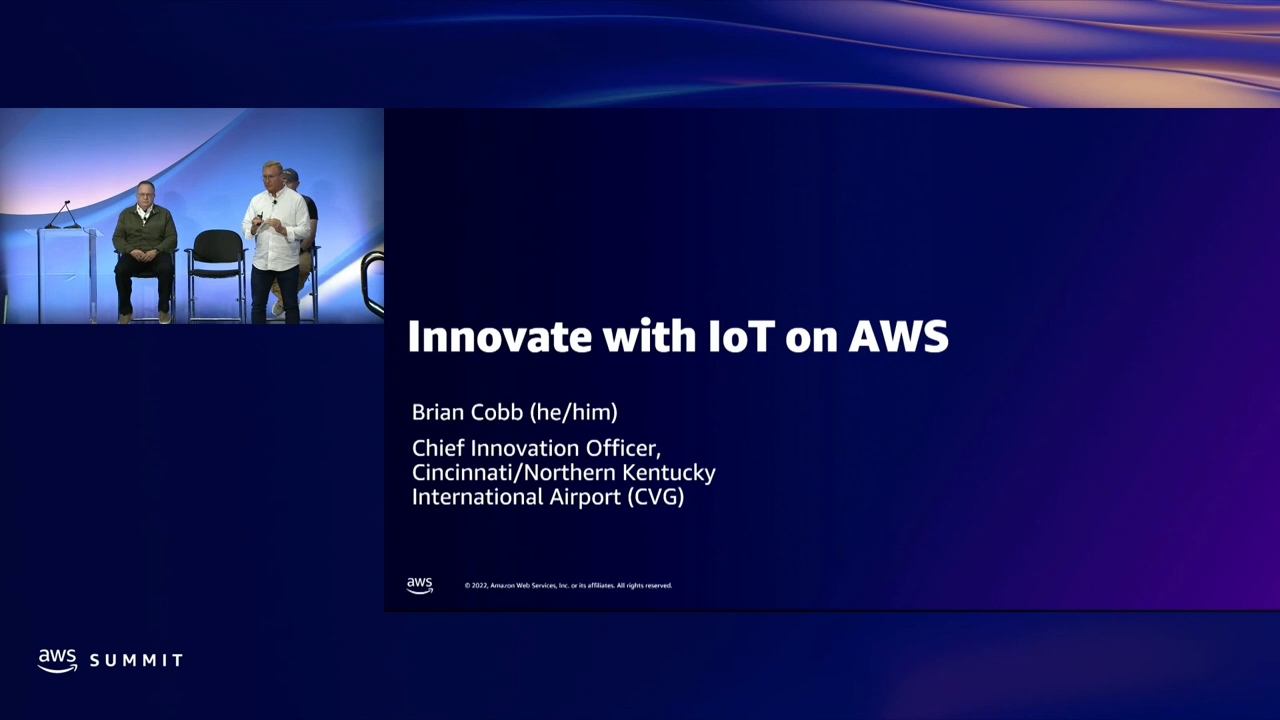 Innovate with IoT on AWS
Brian Cobb (he/him)
Chief Innovation Officer,
Cincinnati/Northern Kentucky
International Airport (CVG)
aws
© 2022, Amazon Web Services, Inc. or its affiliates. All rights reserved.
aws SUMMIT